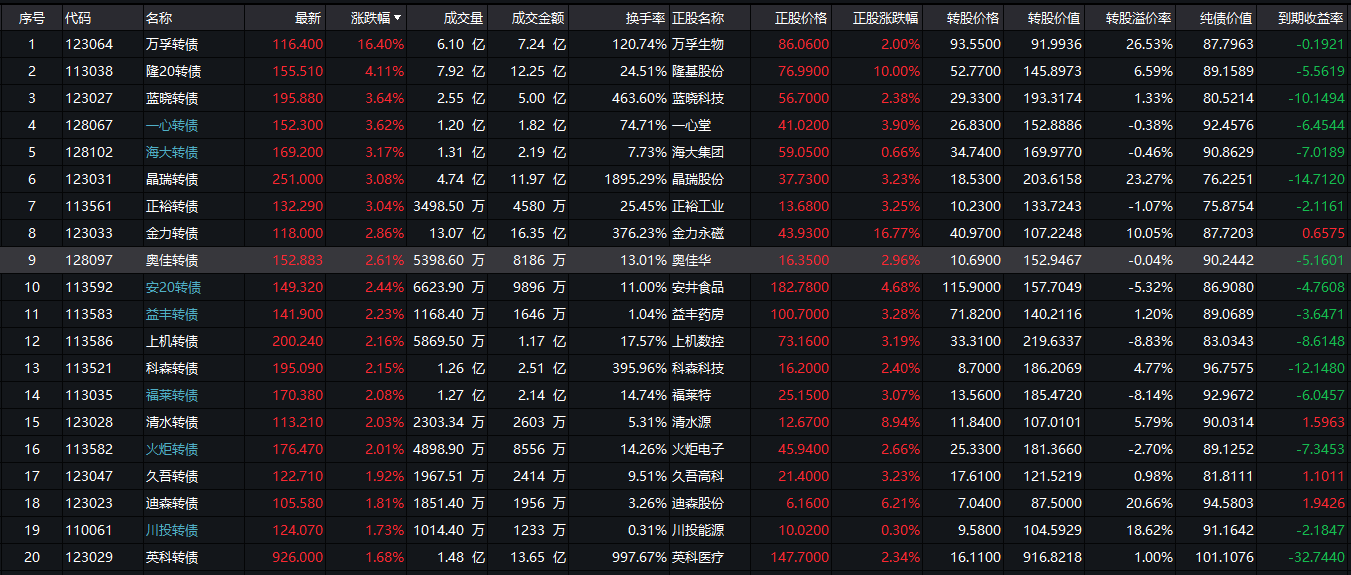 序号 代码 名称 最新 涨跌幅 成交量 成交金额 换手率 正股名称 正股价格 正股涨跌幅 转股价格 转股价值 转股溢价率 纯债价值 到期收益率
1 123064 万孚转债 116.400 16.40% 6.10 亿 7.24 亿 120.74% 万孚生物 86.0600 2.00% 93.5500 91.9936 26.53% 87.7963 -0.1921
2 113038 隆20转债 155.510 4.11% 7.92 亿 12.25 亿 24.51% 隆基股份 76.9900 10.00% 52.7700 145.8973 6.59% 89.1589 -5.5619
3 123027 蓝晓转债 195.880 3.64% 2.55 亿 5.00 亿 463.60% 蓝晓科技 56.7000 2.38% 29.3300 193.3174 1.33% 80.5214 -10.1494
4 128067 一心转债 152.300 3.62% 1.20 亿 1.82 亿 74.71% 一心堂 41.0200 3.90% 26.8300 152.8886 -0.38% 92.4576 -6.4544
5 128102 海大转债 169.200 3.17% 1.31 亿 2.19 亿 7.73% 海大集团 59.0500 0.66% 34.7400 169.9770 -0.46% 90.8629 -7.0189
6 123031 晶瑞转债 251.000 3.08% 4.74 亿 11.97 亿 1895.29% 晶瑞股份 37.7300 3.23% 18.5300 203.6158 23.27% 76.2251 -14.7120
7 113561 正裕转债 132.290 3.04% 3498.50 万 4580 万 25.45% 正裕工业 13.6800 3.25% 10.2300 133.7243 -1.07% 75.8754 -2.1161
8 123033 金力转债 118.000 2.86% 13.07 亿 16.35 亿 376.23% 金力永磁 43.9300 16.77% 40.9700 107.2248 10.05% 87.7203 0.6575
9 128097 奥佳转债 152.883 2.61% 5398.60 万 8186 万 13.01% 奥佳华 16.3500 2.96% 10.6900 152.9467 -0.04% 90.2442 -5.1601
10 113592 安20转债 149.320 2.44% 6623.90 万 9896 万 11.00% 安井食品 182.7800 4.68% 115.9000 157.7049 -5.32% 86.9080 -4.7608
11 113583 益丰转债 141.900 2.23% 1168.40 万 1646 万 1.04% 益丰药房 100.7000 3.28% 71.8200 140.2116 1.20% 89.0689 -3.6471
12 113586 上机转债 200.240 2.16% 5869.50 万 1.17 亿 17.57% 上机数控 73.1600 3.19% 33.3100 219.6337 -8.83% 83.0343 -8.6148
13 113521 科森转债 195.090 2.15% 1.26 亿 2.51 亿 395.96% 科森科技 16.2000 2.40% 8.7000 186.2069 4.77% 96.7575 -12.1480
14 113035 福莱转债 170.380 2.08% 1.27 亿 2.14 亿 14.74% 福莱特 25.1500 3.07% 13.5600 185.4720 -8.14% 92.9672 -6.0457
15 123028 清水转债 113.210 2.03% 2303.34 万 2603 万 5.31% 清水源 12.6700 8.94% 11.8400 107.0101 5.79% 90.0314 1.5963
16 113582 火炬转债 176.470 2.01% 4898.90 万 8556 万 14.26% 火炬电子 45.9400 2.66% 25.3300 181.3660 -2.70% 89.1252 -7.3453
17 123047 久吾转债 122.710 1.92% 1967.51 万 2414 万 9.51% 久吾高科 21.4000 3.23% 17.6100 121.5219 0.98% 81.8111 1.1011
18 123023 迪森转债 105.580 1.81% 1851.40 万 1956 万 3.26% 迪森股份 6.1600 6.21% 7.0400 87.5000 20.66% 94.5803 1.9426
19 110061 川投转债 124.070 1.73% 1014.40 万 1233 万 0.31% 川投能源 10.0200 0.30% 9.5800 104.5929 18.62% 91.1642 -2.1847
20 123029 英科转债 926.000 1.68% 1.48 亿 13.65 亿 997.67% 英科医疗 147.7000 2.34% 16.1100 916.8218 1.00% 101.1076 -32.7440